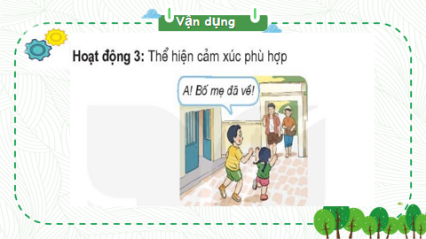 Vận dụng
Hoạt động 3: Thể hiện cảm xúc phù hợp
A! Bố mẹ đã về!